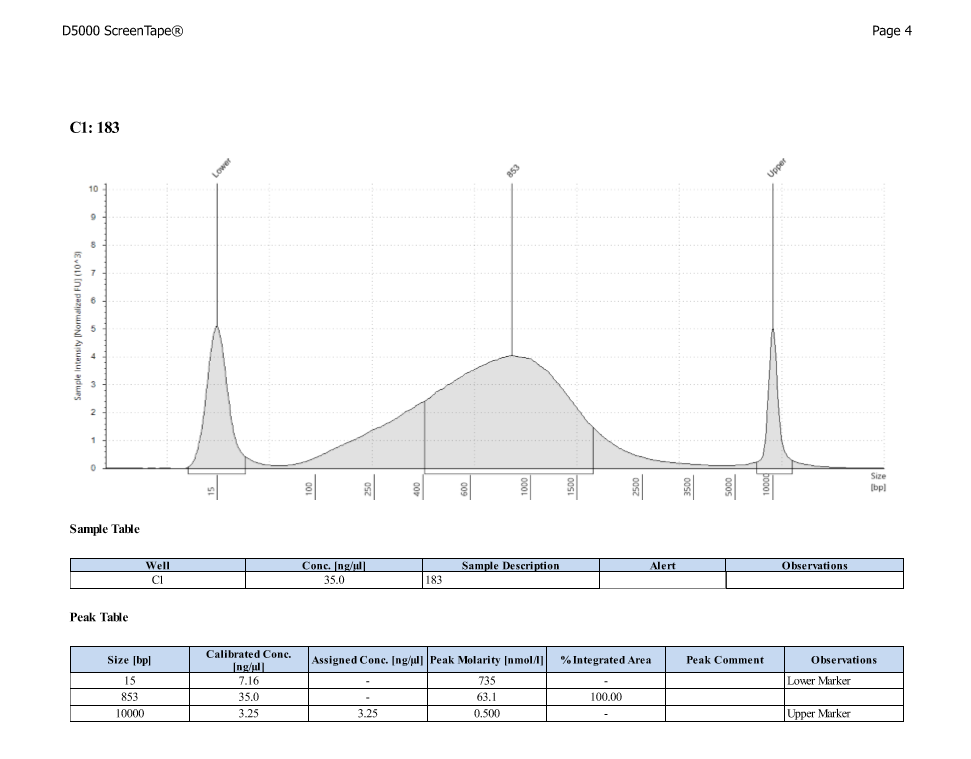 D5000 ScreenTape® Page 4
C1: 183
Lower 853 Upper
10
9
8
7
6
5
4
3
2
1
0
Sample Intensity [Normalized FU] (10^3)
15 100 250 400 600 1000 1500 2500 3500 5000 10000 Size
[bp]
Sample Table
Well Conc. [ng/µl] Sample Description Alert Observations
C1 35.0 183
Peak Table
Size [bp] Calibrated Conc. [ng/µl] Assigned Conc. [ng/µl] Peak Molarity [nmol/l] % Integrated Area Peak Comment Observations
15 7.16 - 735 - Lower Marker
853 35.0 - 63.1 100.00
10000 3.25 3.25 0.500 - Upper Marker